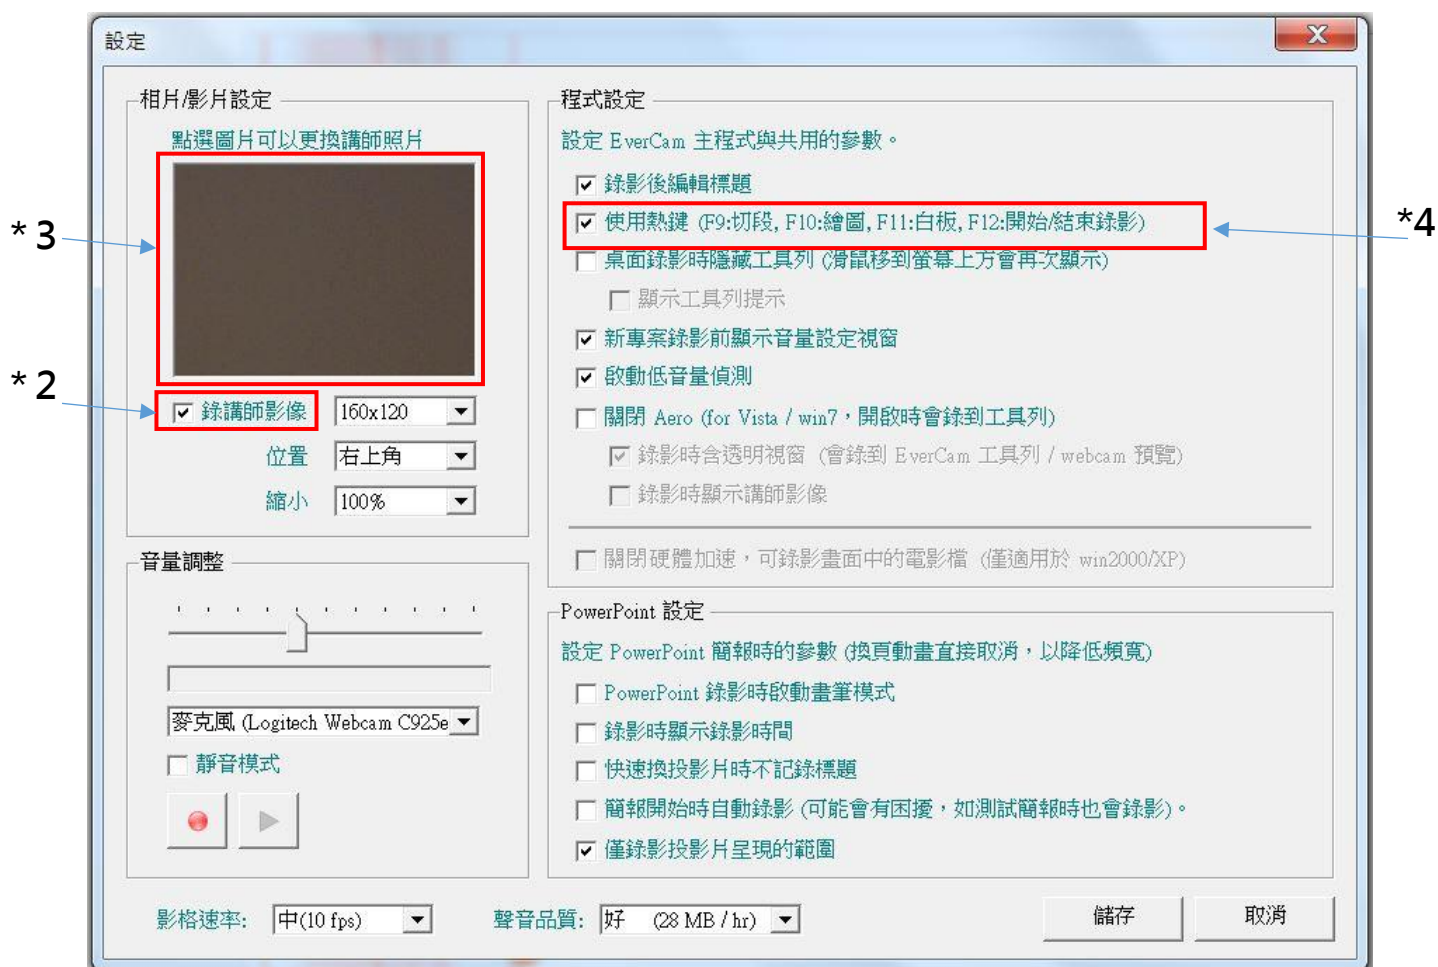 設定
相片/影片設定
點選圖片可以更換講師照片
*3
*2
錄講師影像 160x120
位置 右上角
縮小 100%
音量調整
麥克風 (Logitech Webcam C925e
靜音模式
程式設定
設定 EverCam 主程式與共用的參數。
錄影後編輯標題
使用熱鍵 (F9:切段, F10:繪圖, F11:白板, F12:開始/結束錄影)
*4
桌面錄影時隱藏工具列 (滑鼠移到螢幕上方會再次顯示)
顯示工具列提示
新專案錄影前顯示音量設定視窗
啟動低音量偵測
關閉 Aero (for Vista / win7，開啟時會錄到工具列)
錄影時含透明視窗 (會錄到 EverCam 工具列 / webcam 預覽)
錄影時顯示講師影像
關閉硬體加速，可錄影畫面中的電影檔 (僅適用於 win2000/XP)
PowerPoint 設定
設定 PowerPoint 簡報時的參數 (換頁動畫直接取消，以降低頻寬)
PowerPoint 錄影時啟動畫筆模式
錄影時顯示錄影時間
快速換投影片時不記錄標題
簡報開始時自動錄影 (可能會有困擾，如測試簡報時也會錄影)。
僅錄影投影片呈現的範圍
影格速率: 中(10 fps) 聲音品質: 好 (28 MB / hr) 儲存 取消